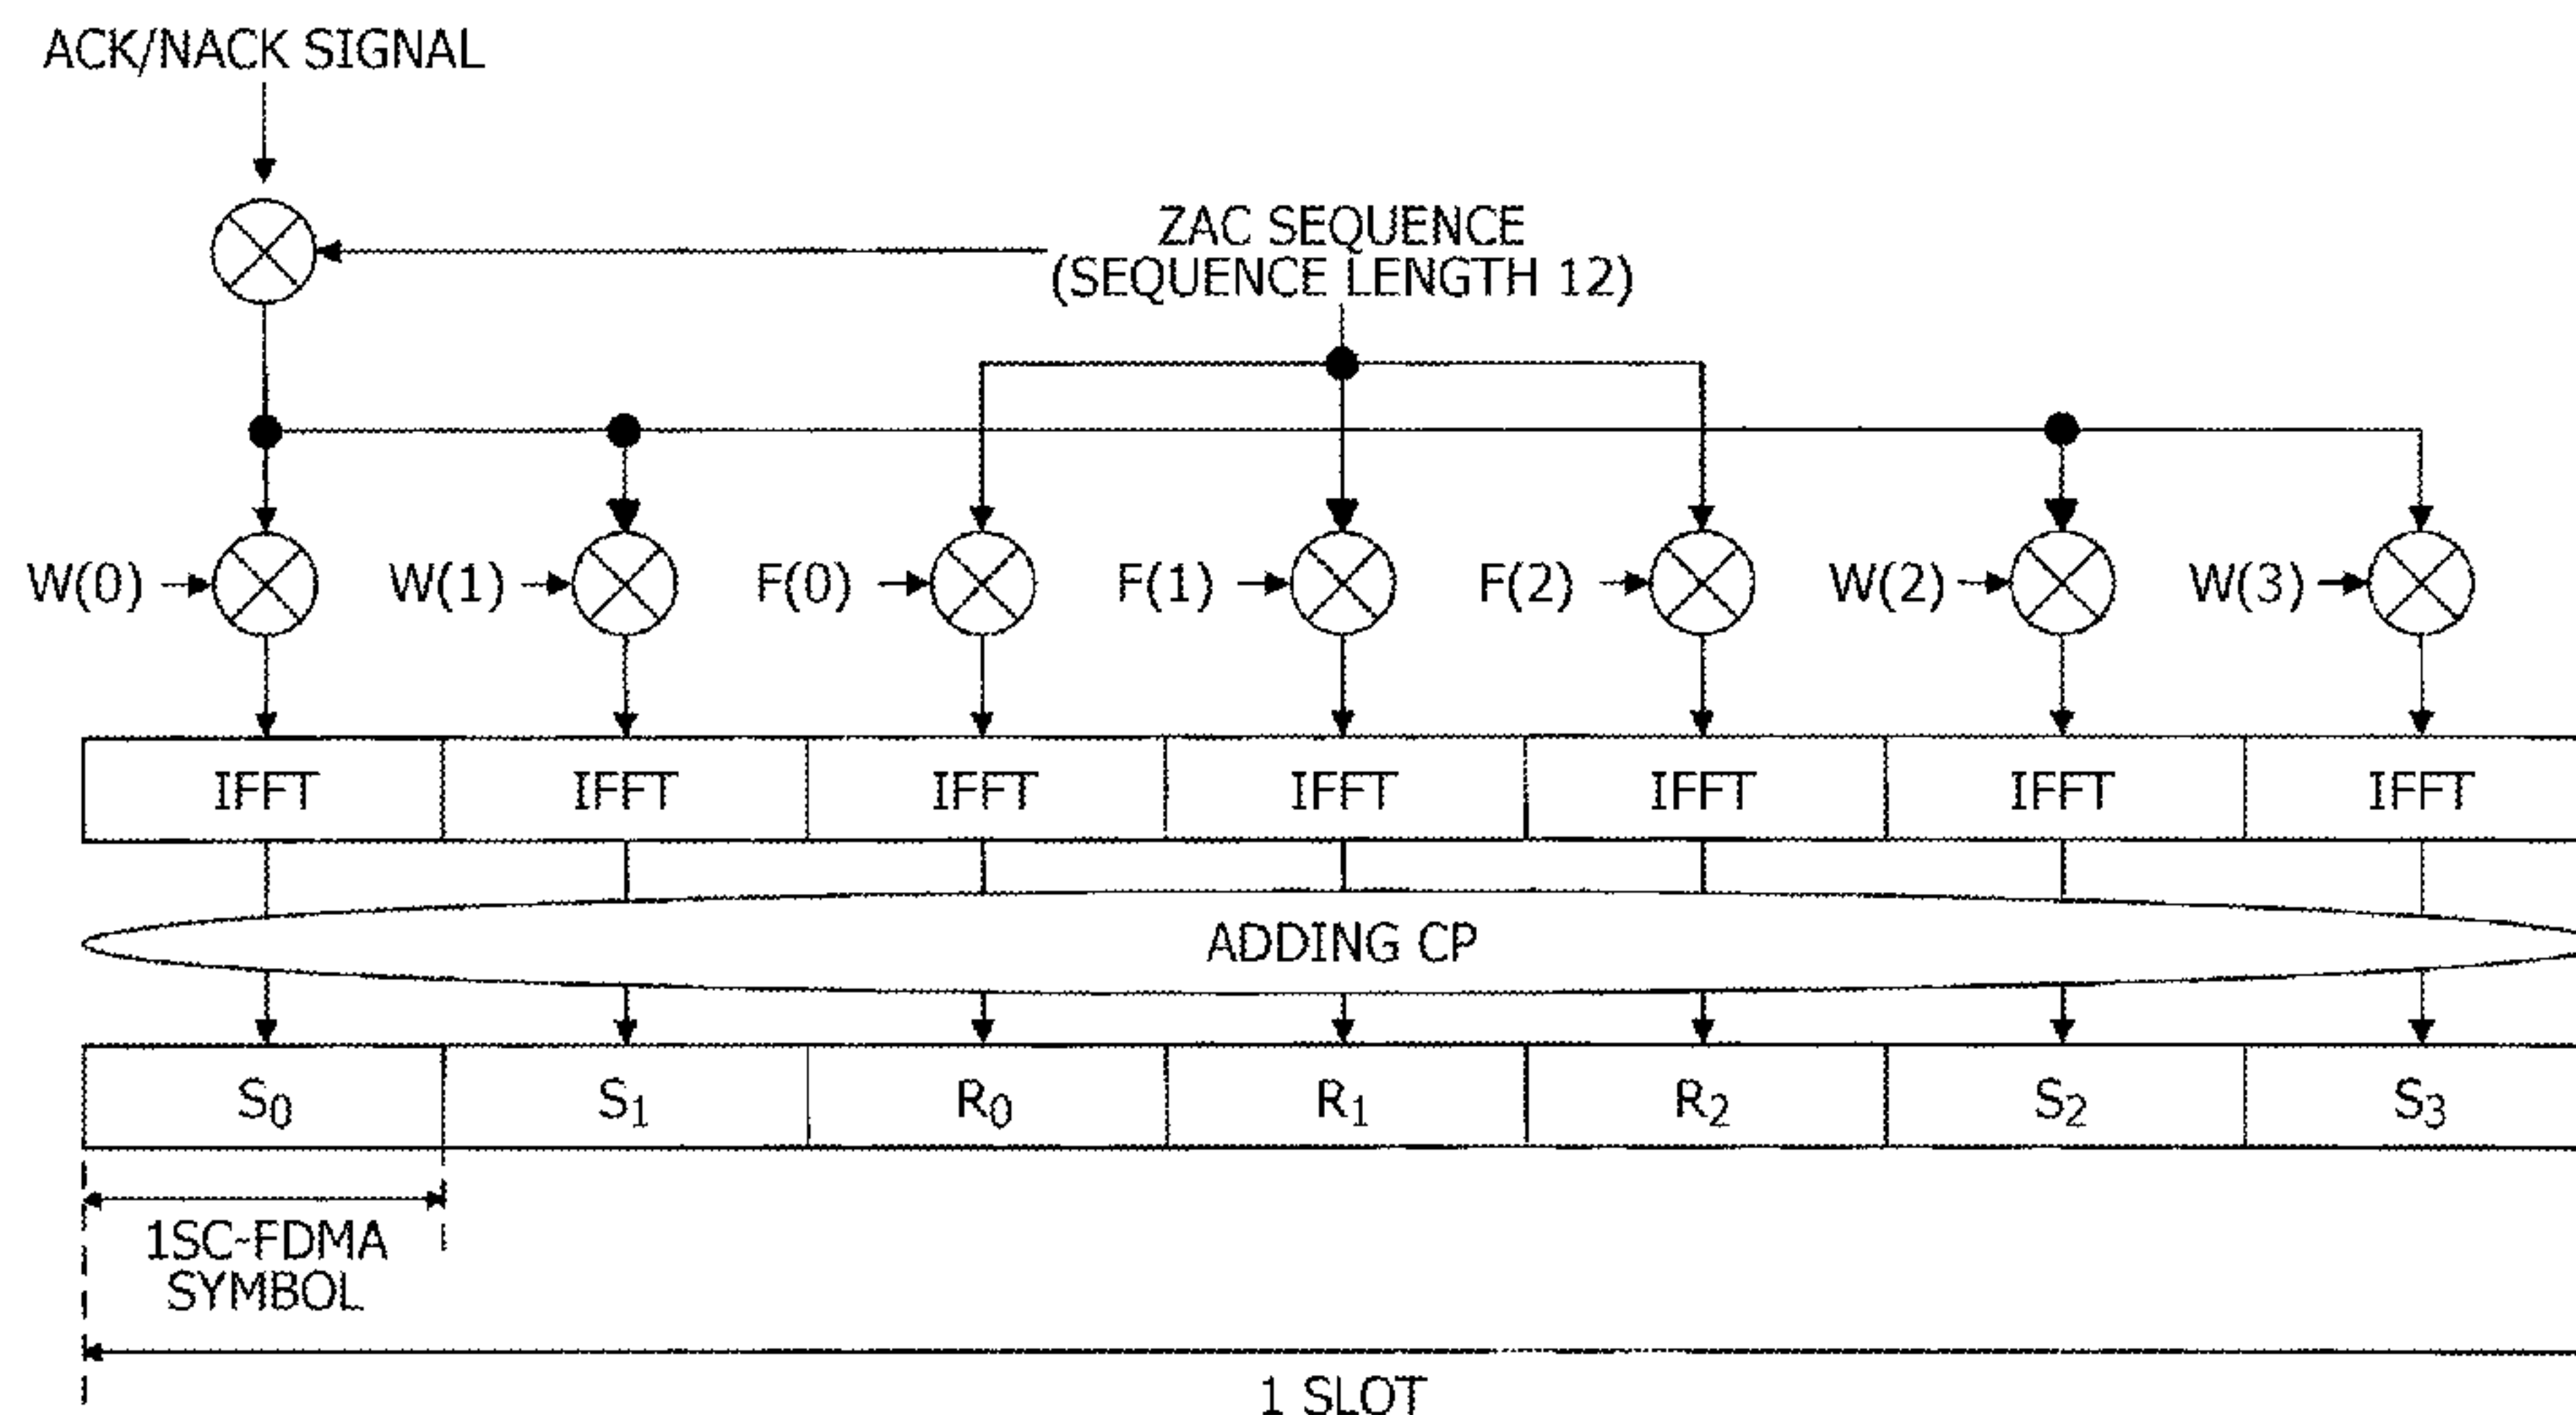 ACK/NACK SIGNAL
ZAC SEQUENCE
(SEQUENCE LENGTH 12)
W(0) W(1) F(0) F(1) F(2) W(2) W(3)
IFFT IFFT IFFT IFFT IFFT IFFT IFFT
ADDING CP
S0 S1 R0 R1 R2 S2 S3
1SC-FDMA
SYMBOL
1 SLOT